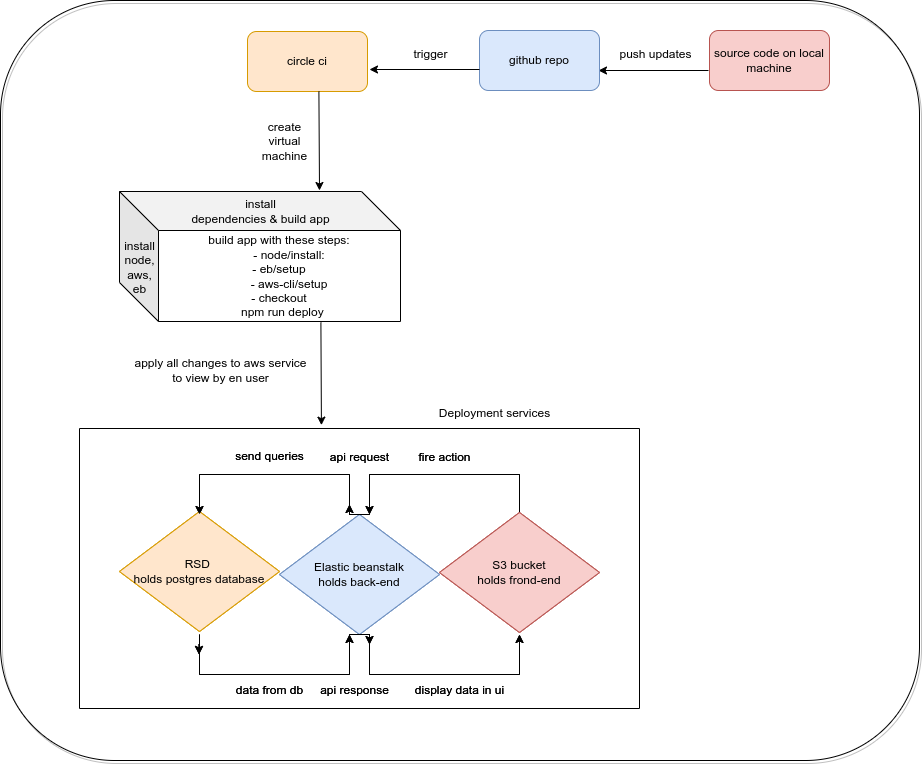 circle ci
trigger
github repo
push updates
source code on local
machine
create
virtual
machine
install
dependencies & build app
install
node,
aws,
eb
build app with these steps:
- node/install:
- eb/setup
- aws-cli/setup
- checkout
npm run deploy
apply all changes to aws service
to view by en user
Deployment services
send queries
api request
fire action
RSD
holds postgres database
Elastic beanstalk
holds back-end
S3 bucket
holds frond-end
data from db
api response
display data in ui